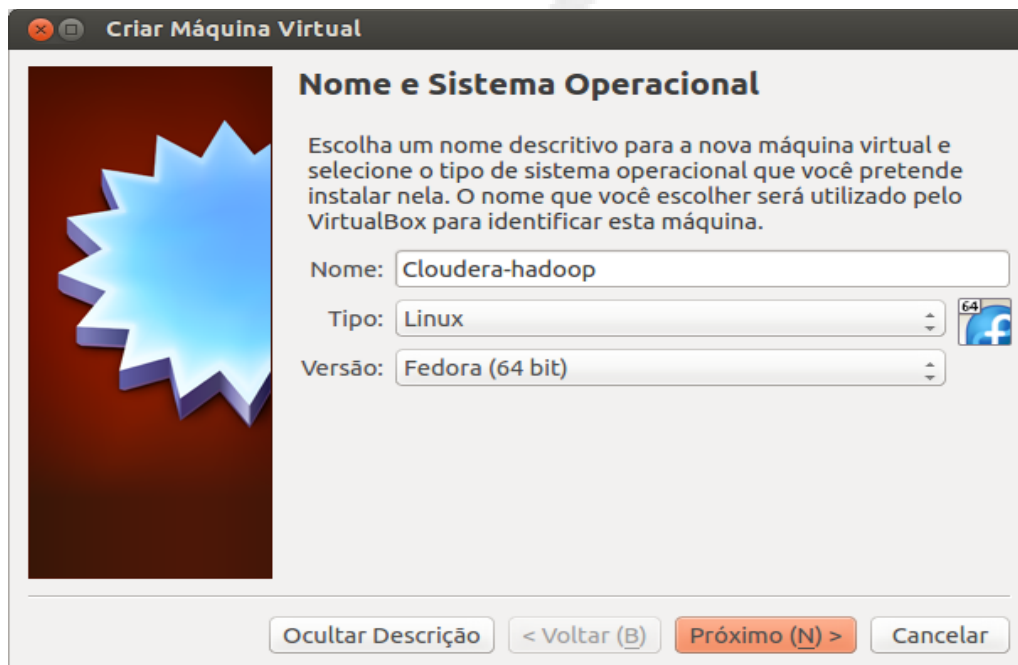 Criar Máquina Virtual
Nome e Sistema Operacional
Escolha um nome descritivo para a nova máquina virtual e
selecione o tipo de sistema operacional que você pretende
instalar nela. O nome que você escolher será utilizado pelo
VirtualBox para identificar esta máquina.
Nome: Cloudera-hadoop
Tipo: Linux
64
Versão: Fedora (64 bit)
Ocultar Descrição < Voltar (B) Próximo (N) > Cancelar